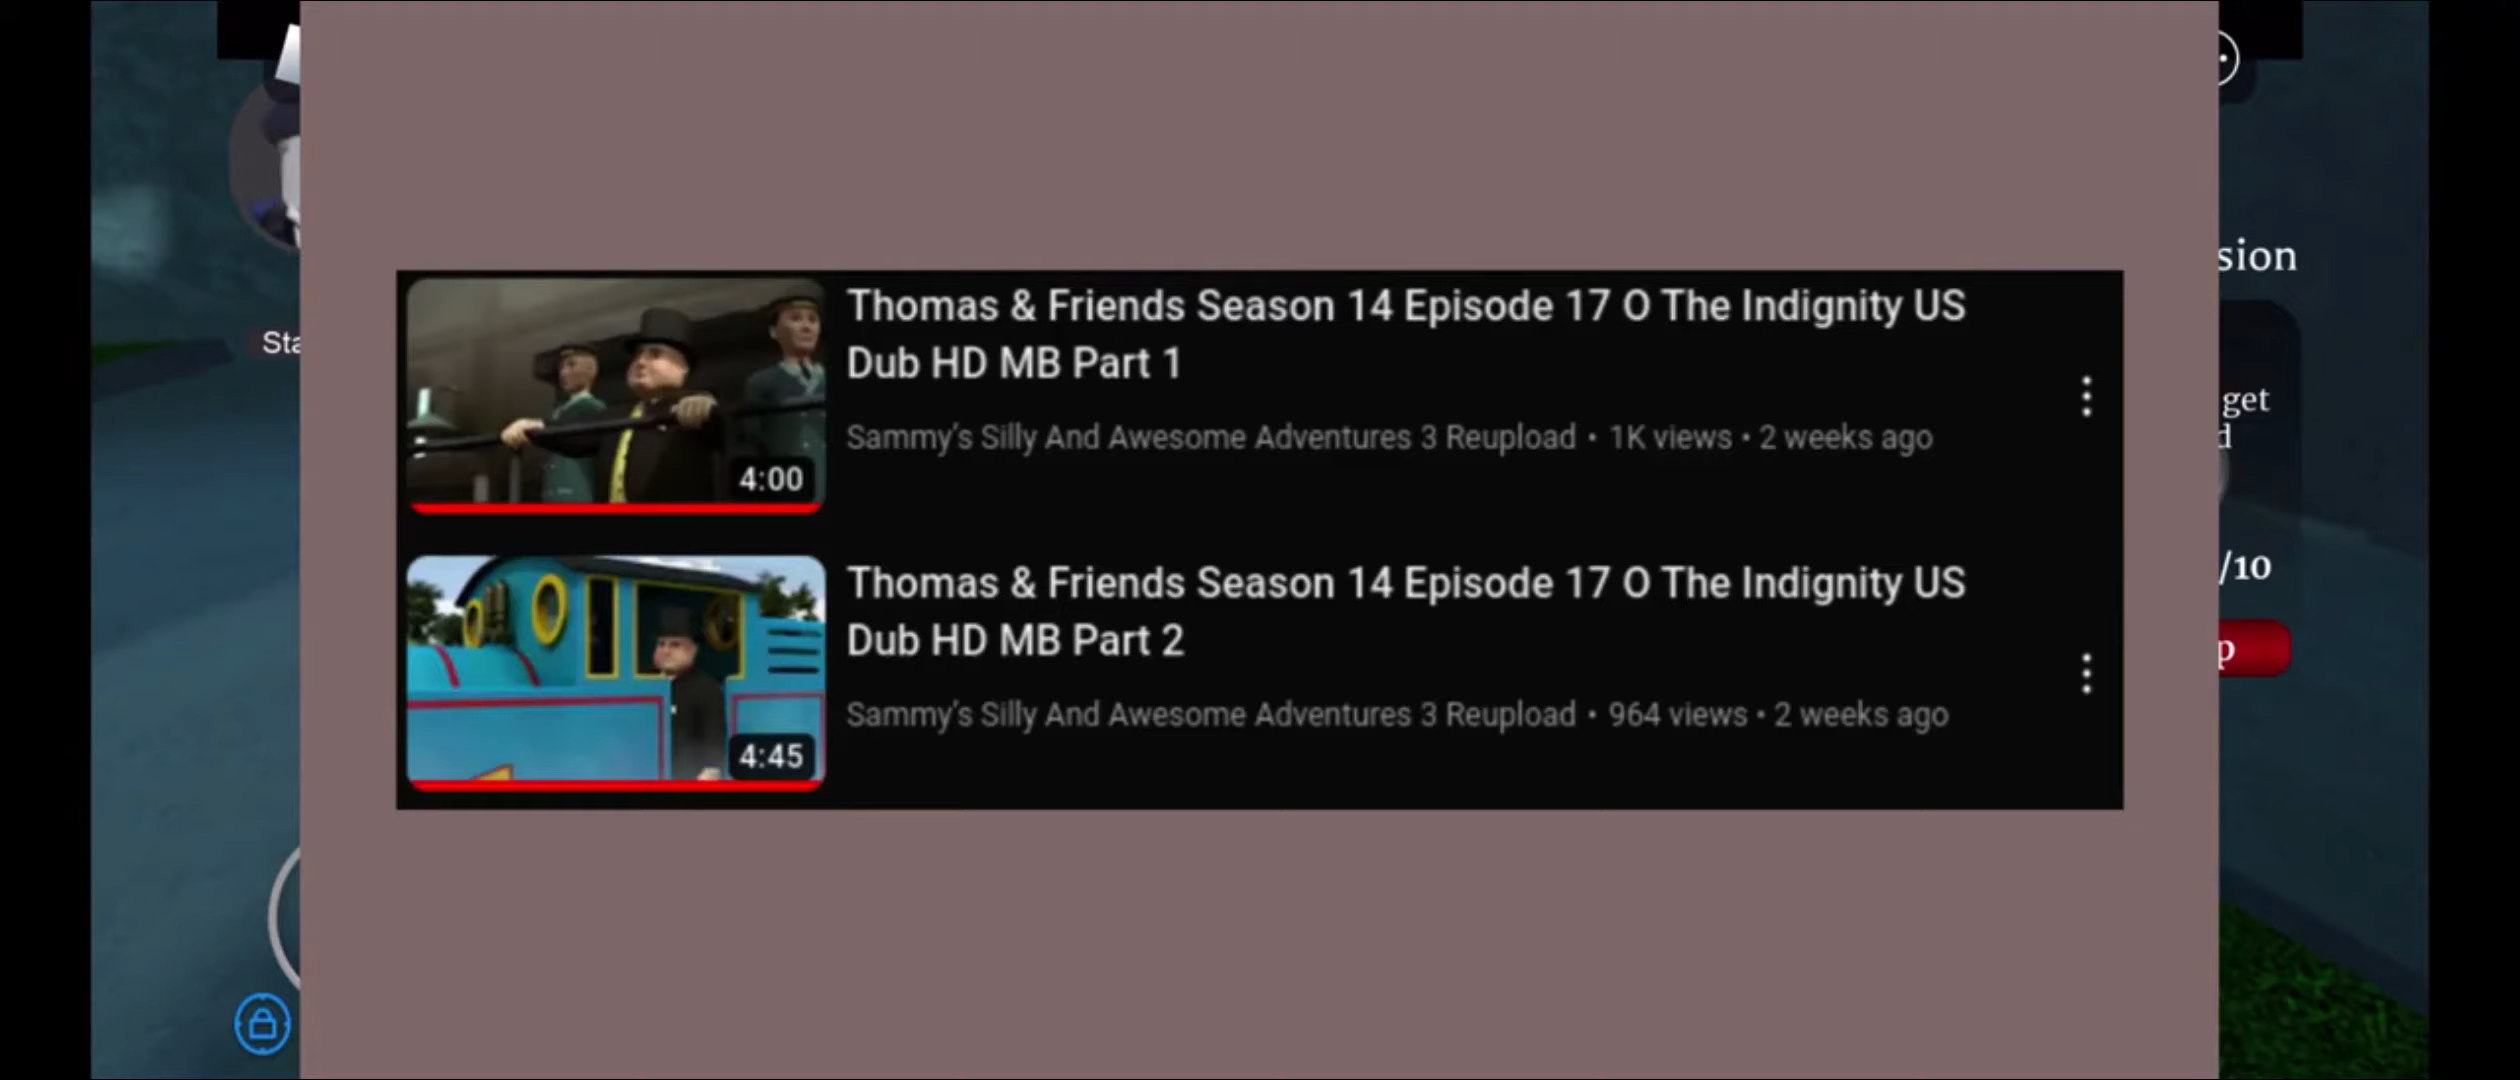 Thomas & Friends Season 14 Episode 17 O The Indignity US
Dub HD MB Part 1
Sammy's Silly And Awesome Adventures 3 Reupload • 1K views • 2 weeks ago
4:00
Thomas & Friends Season 14 Episode 17 O The Indignity US
Dub HD MB Part 2
Sammy's Silly And Awesome Adventures 3 Reupload • 964 views • 2 weeks ago
4:45
Sta
sion
get
d
/10
p